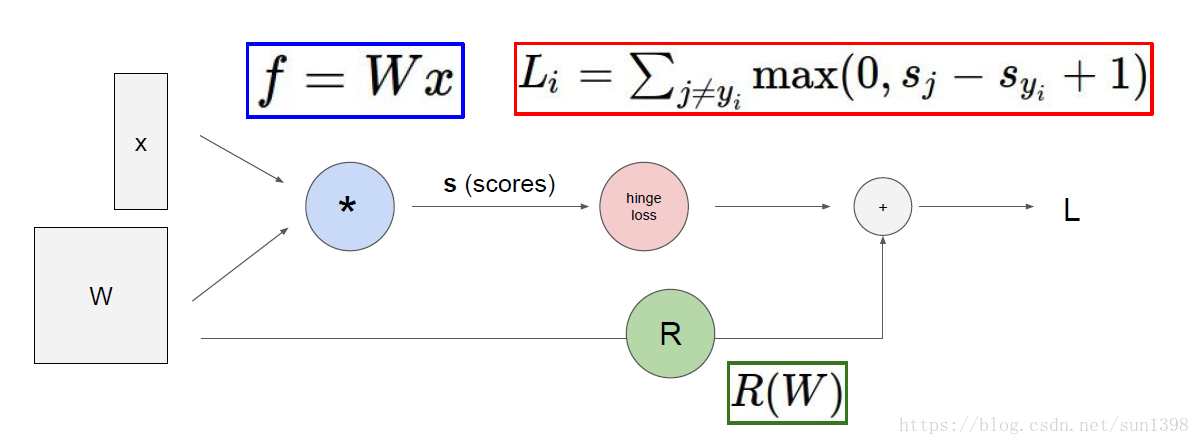 f = Wx
L_i = ∑_{j≠y_i} max(0, s_j − s_{y_i} + 1)
x
*
s (scores)
hinge
loss
+
L
W
R
R(W)
https://blog.csdn.net/sun1398